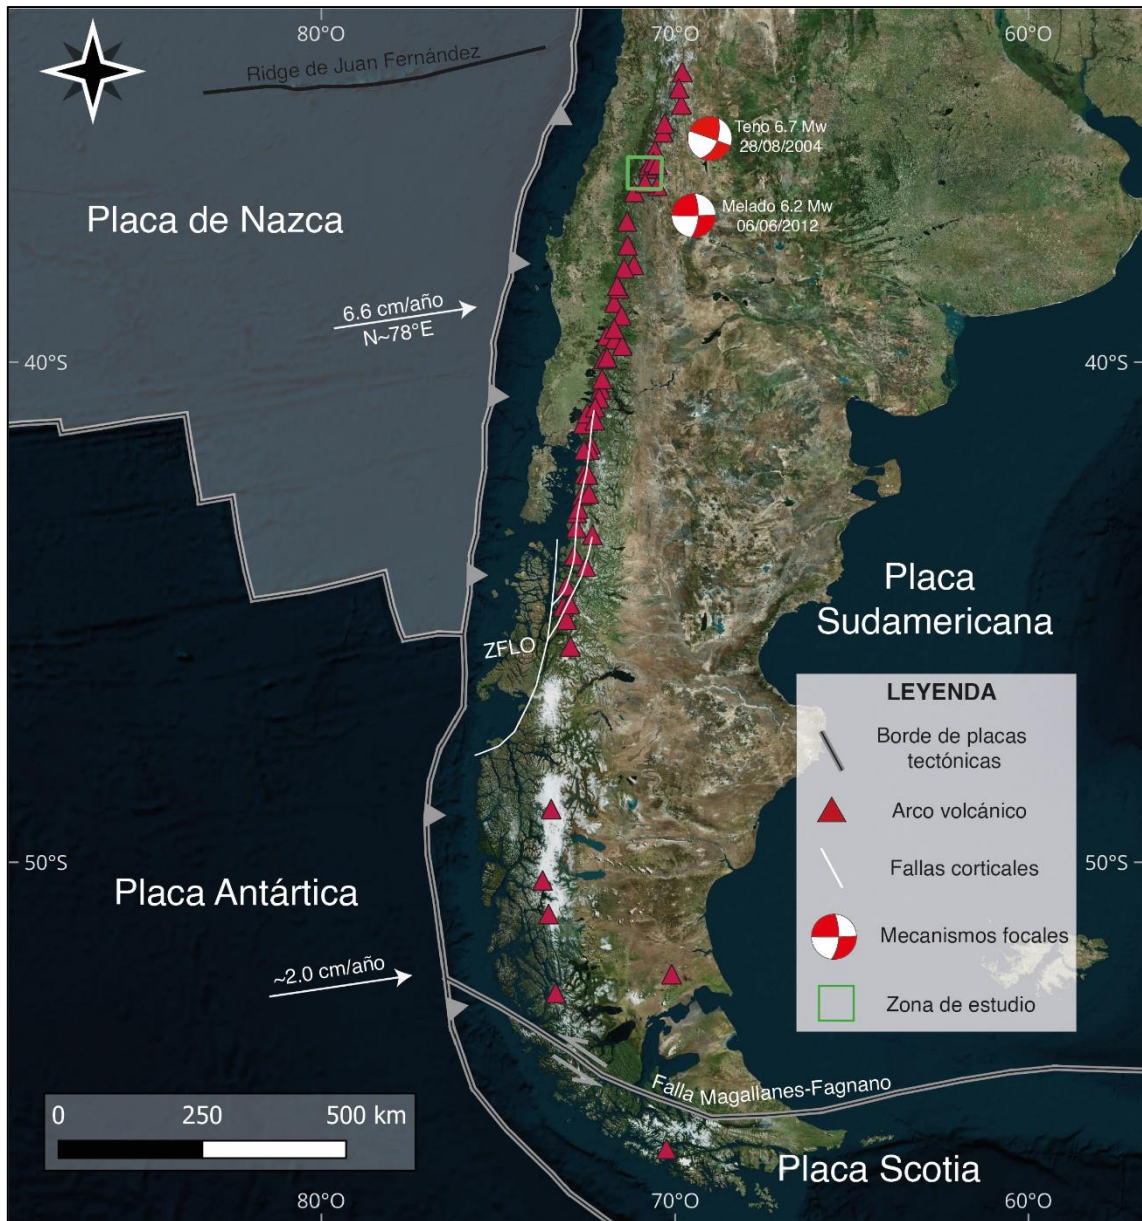 80°O
70°O
60°O
Ridge de Juan Fernández
Teno 6.7 Mw
28/08/2004
Placa de Nazca
Melado 6.2 Mw
06/06/2012
6.6 cm/año
N~78°E
40°S
40°S
Placa
Sudamericana
ZFLO
LEYENDA
Borde de placas
tectónicas
Arco volcánico
Fallas corticales
Mecanismos focales
Zona de estudio
50°S
50°S
Placa Antártica
~2.0 cm/año
Falla Magallanes-Fagnano
0 250 500 km
Placa Scotia
80°O
70°O
60°O